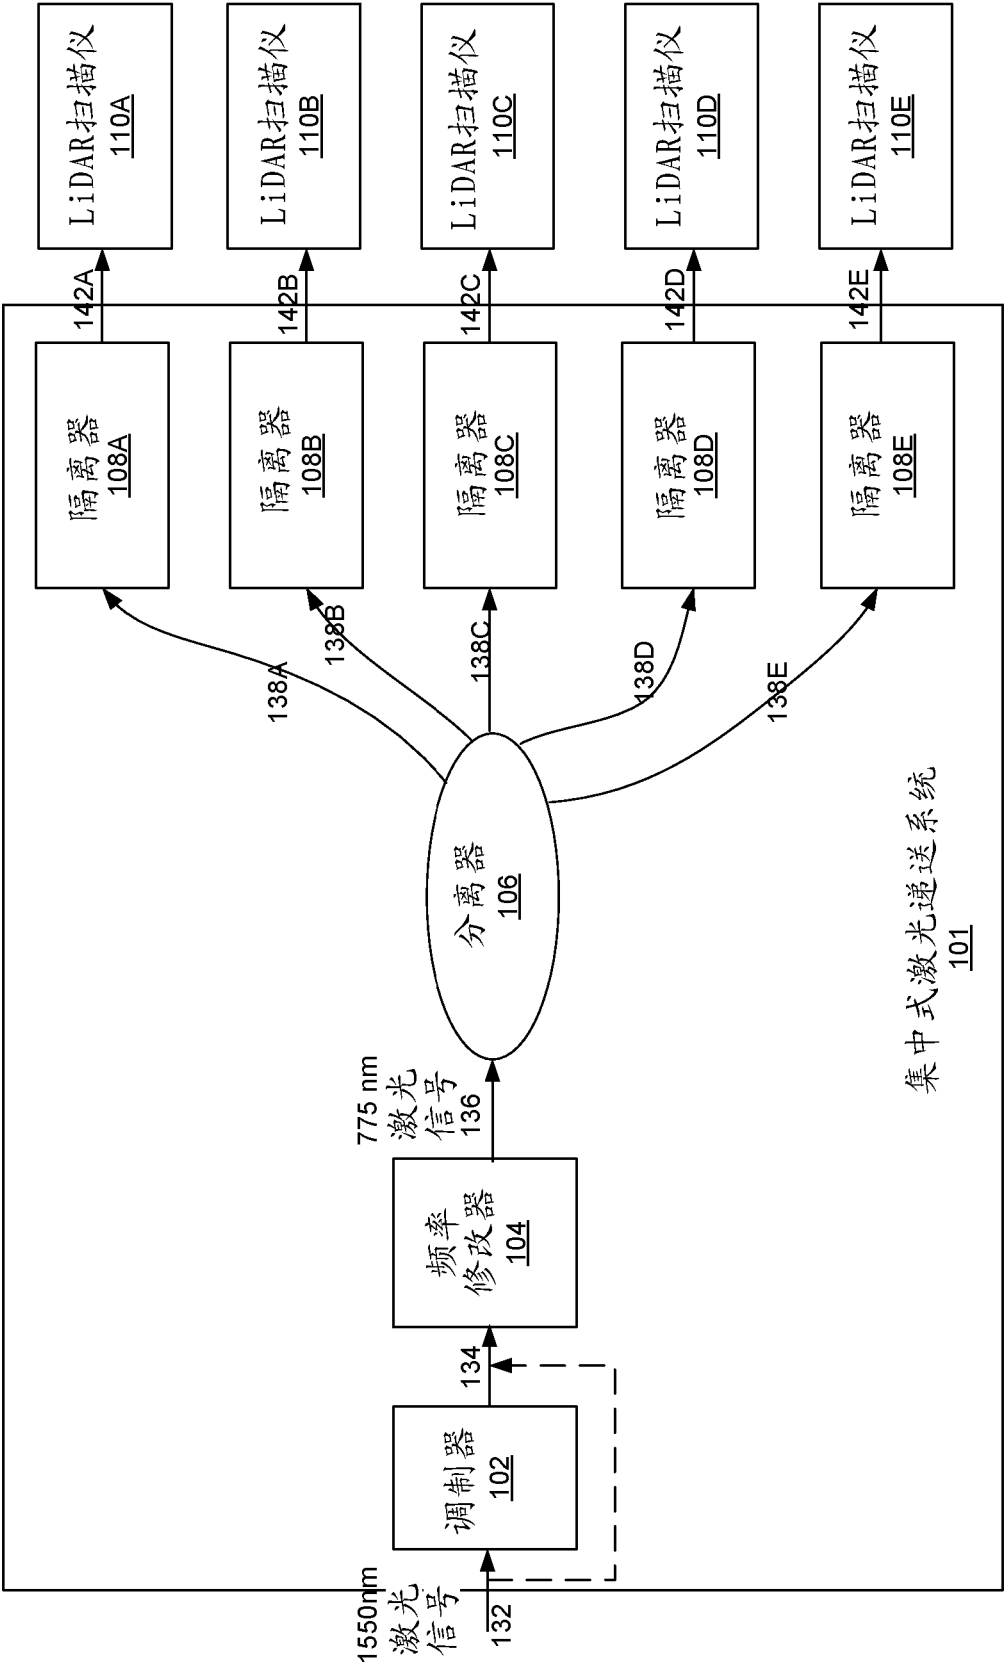 1550nm
激光
信号
132
调制器
102
134
频率
修改器
104
775 nm
激光
信号
136
分离器
106
138A
138B
138C
138D
138E
隔离器
108A
隔离器
108B
隔离器
108C
隔离器
108D
隔离器
108E
142A
142B
142C
142D
142E
LiDAR扫描仪
110A
LiDAR扫描仪
110B
LiDAR扫描仪
110C
LiDAR扫描仪
110D
LiDAR扫描仪
110E
集中式激光递送系统
101